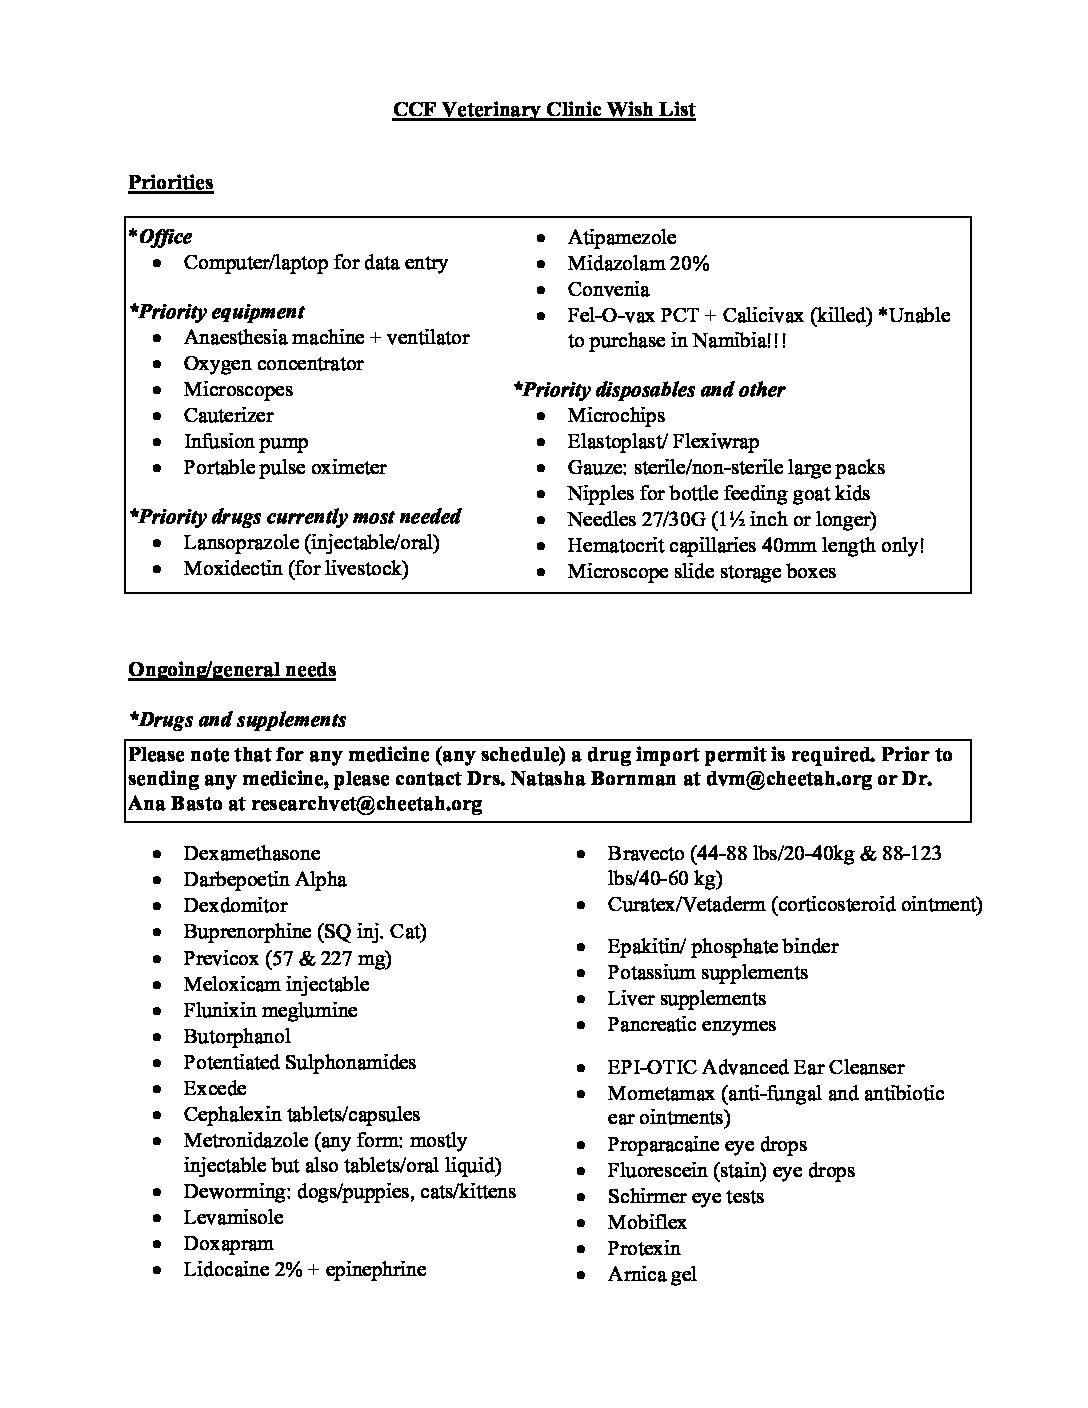 CCF Veterinary Clinic Wish List
Priorities
*Office
• Computer/laptop for data entry
*Priority equipment
• Anaesthesia machine + ventilator
• Oxygen concentrator
• Microscopes
• Cauterizer
• Infusion pump
• Portable pulse oximeter
*Priority drugs currently most needed
• Lansoprazole (injectable/oral)
• Moxidectin (for livestock)
• Atipamezole
• Midazolam 20%
• Convenia
• Fel-O-vax PCT + Calicivax (killed) *Unable
to purchase in Namibia!!!
*Priority disposables and other
• Microchips
• Elastoplast/ Flexiwrap
• Gauze: sterile/non-sterile large packs
• Nipples for bottle feeding goat kids
• Needles 27/30G (1½ inch or longer)
• Hematocrit capillaries 40mm length only!
• Microscope slide storage boxes
Ongoing/general needs
*Drugs and supplements
Please note that for any medicine (any schedule) a drug import permit is required. Prior to
sending any medicine, please contact Drs. Natasha Bornman at dvm@cheetah.org or Dr.
Ana Basto at researchvet@cheetah.org
• Dexamethasone
• Darbepoetin Alpha
• Dexdomitor
• Buprenorphine (SQ inj. Cat)
• Previcox (57 & 227 mg)
• Meloxicam injectable
• Flunixin meglumine
• Butorphanol
• Potentiated Sulphonamides
• Excede
• Cephalexin tablets/capsules
• Metronidazole (any form: mostly
injectable but also tablets/oral liquid)
• Deworming: dogs/puppies, cats/kittens
• Levamisole
• Doxapram
• Lidocaine 2% + epinephrine
• Bravecto (44-88 lbs/20-40kg & 88-123
lbs/40-60 kg)
• Curatex/Vetaderm (corticosteroid ointment)
• Epakitin/ phosphate binder
• Potassium supplements
• Liver supplements
• Pancreatic enzymes
• EPI-OTIC Advanced Ear Cleanser
• Mometamax (anti-fungal and antibiotic
ear ointments)
• Proparacaine eye drops
• Fluorescein (stain) eye drops
• Schirmer eye tests
• Mobiflex
• Protexin
• Arnica gel